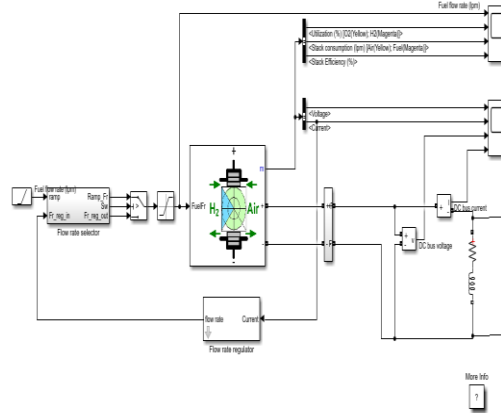 Fuel flow rate (lpm)
<Utilization (%) [O2(Yellow); H2(Magenta)]>
<Stack consumption (lpm) [Air(Yellow); Fuel(Magenta)]>
<Stack Efficiency (%)>
<Voltage>
<Current>
m
+
Fuel flow rate(lpm)
ramp
Ramp_Fr
Sw
Fr_reg_in
Fr_reg_out
Flow rate selector
FuelFr
H2
Air
+
-
-
+
-
DC bus current
+
-
v
DC bus voltage
flow rate
Current
Flow rate regulator
More Info
?